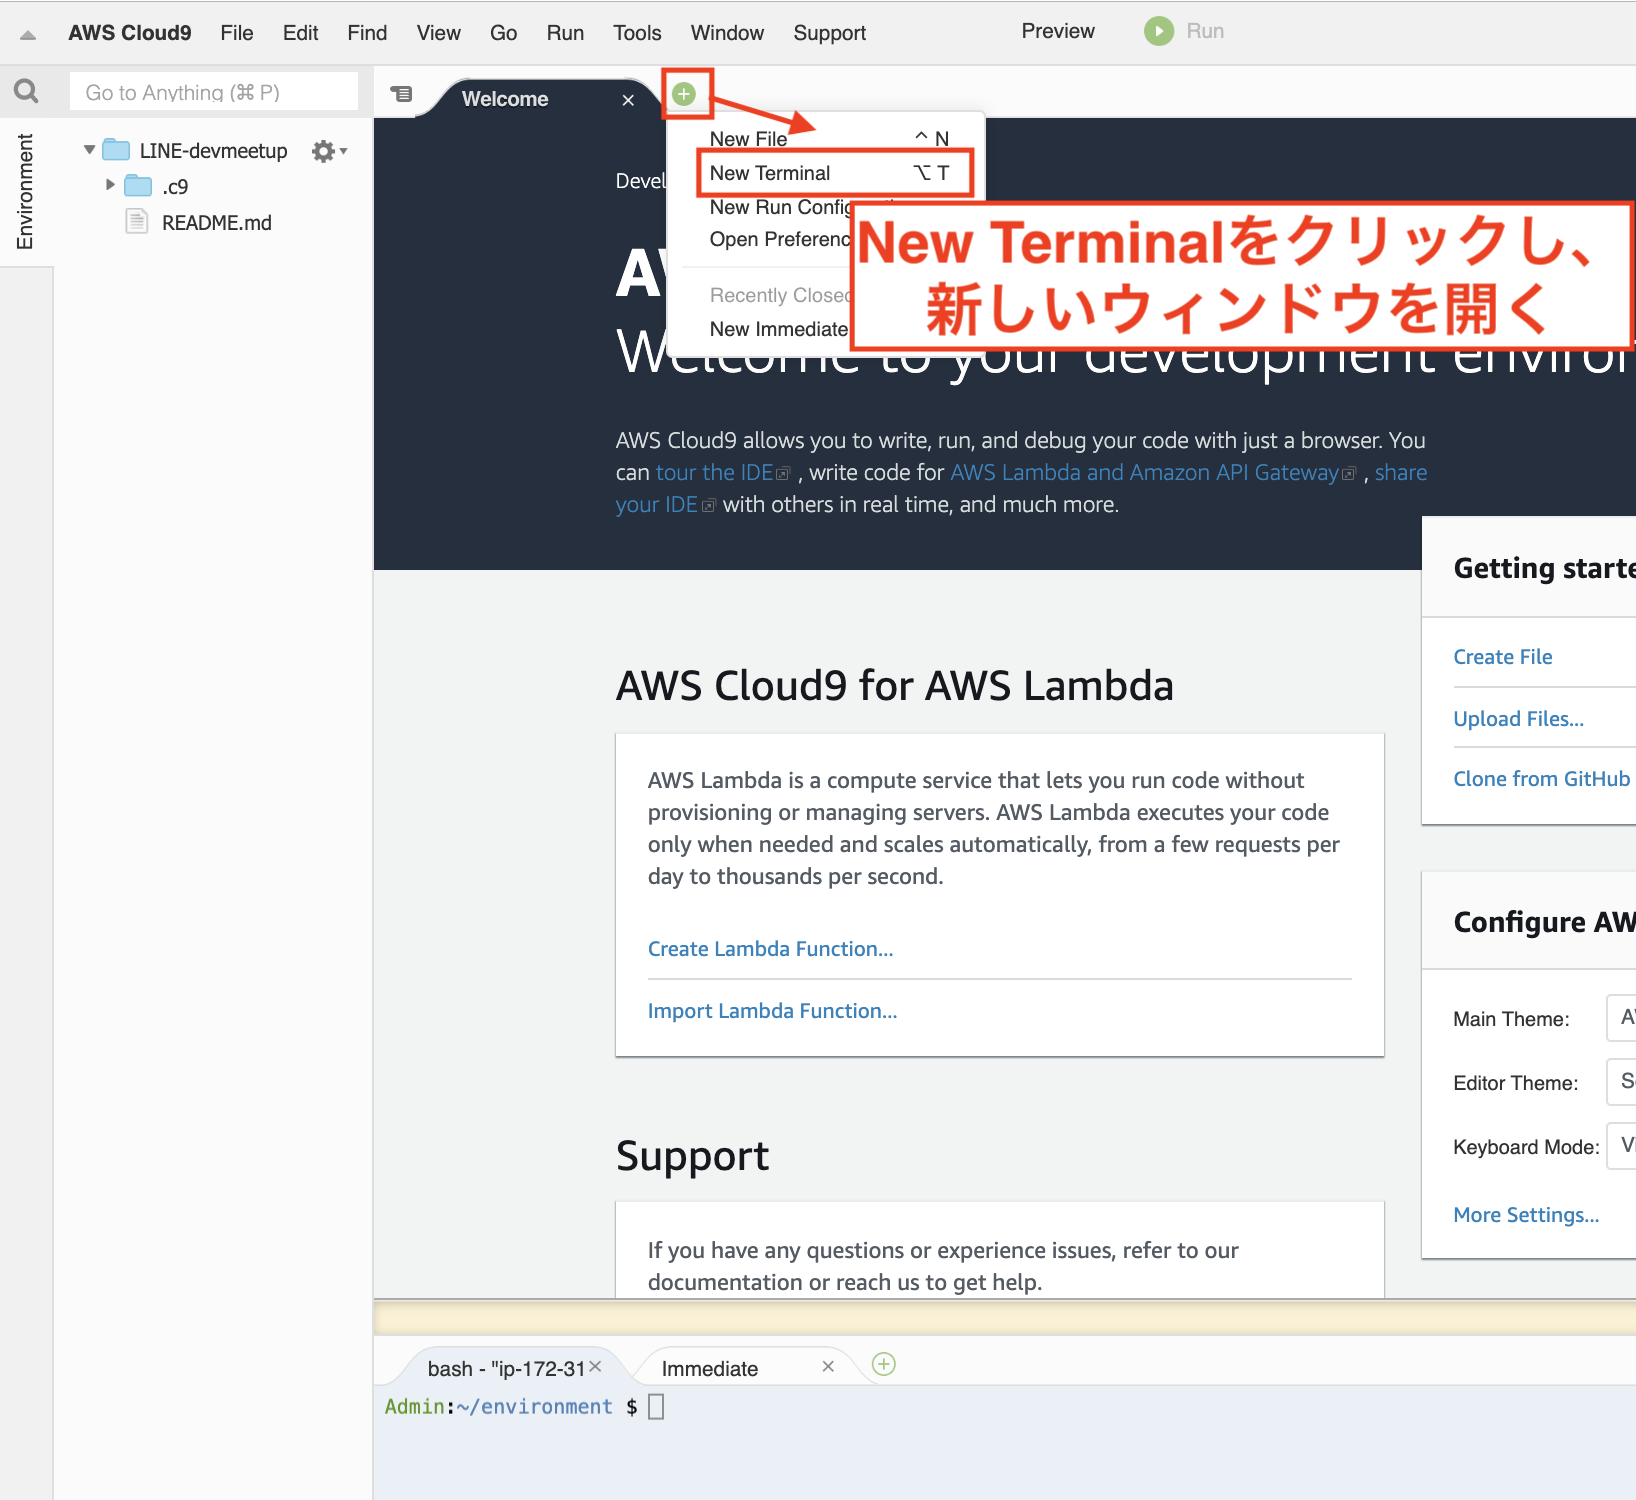 AWS Cloud9 File Edit Find View Go Run Tools Window Support Preview Run
Go to Anything (⌘ P)
Environment
LINE-devmeetup
.c9
README.md
Welcome
New File ^ N
New Terminal ⌥ T
New Run
Open
Recently
New Immediate
New Terminalをクリックし、
新しいウィンドウを開く
Welcome to your development
AWS Cloud9 allows you to write, run, and debug your code with just a browser. You
can tour the IDE , write code for AWS Lambda and Amazon API Gateway , share
your IDE with others in real time, and much more.
Getting
Create File
Upload Files...
Clone from GitHub
AWS Cloud9 for AWS Lambda
AWS Lambda is a compute service that lets you run code without
provisioning or managing servers. AWS Lambda executes your code
only when needed and scales automatically, from a few requests per
day to thousands per second.
Create Lambda Function...
Import Lambda Function...
Configure
Main Theme:
Editor Theme:
Keyboard Mode:
More Settings...
Support
If you have any questions or experience issues, refer to our
documentation or reach us to get help.
bash - "ip-172-31
Immediate
Admin:~/environment $